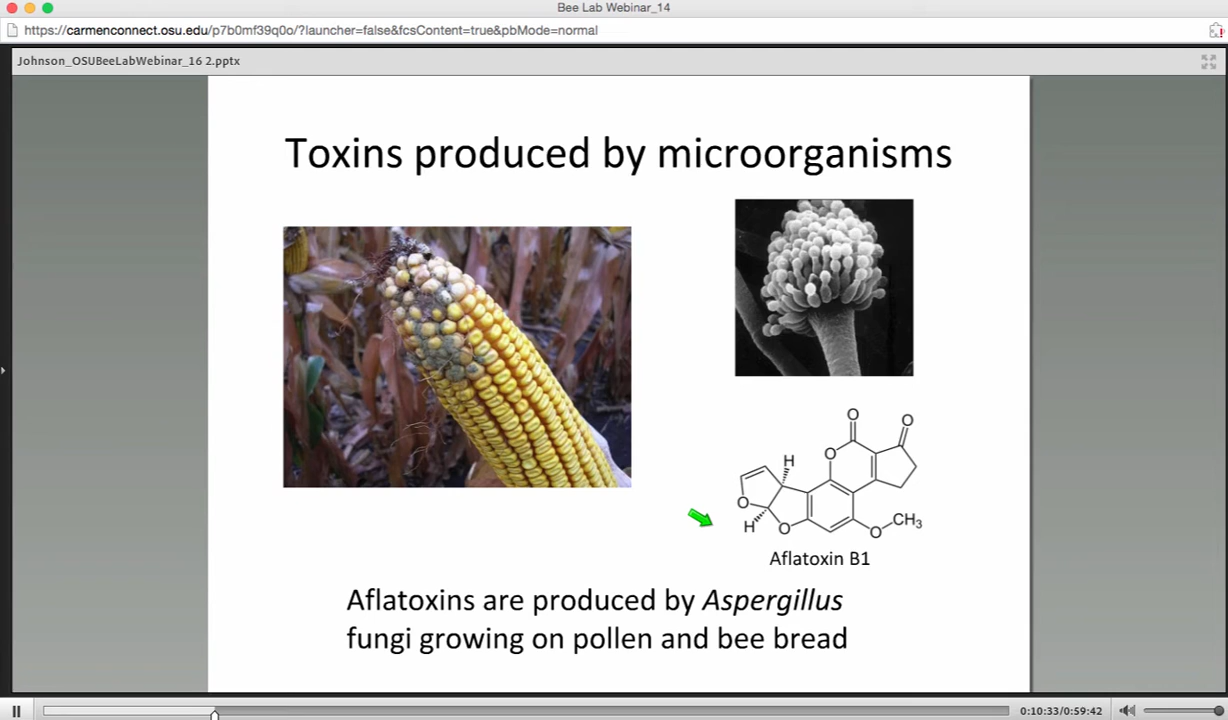 Bee Lab Webinar_14
https://carmenconnect.osu.edu/p7b0mf39q0o/?launcher=false&fcsContent=true&pbMode=normal
Johnson_OSUBeeLabWebinar_16 2.pptx
Toxins produced by microorganisms
O O
O
H
O
H O O CH3
Aflatoxin B1
Aflatoxins are produced by Aspergillus
fungi growing on pollen and bee bread
0:10:33/0:59:42